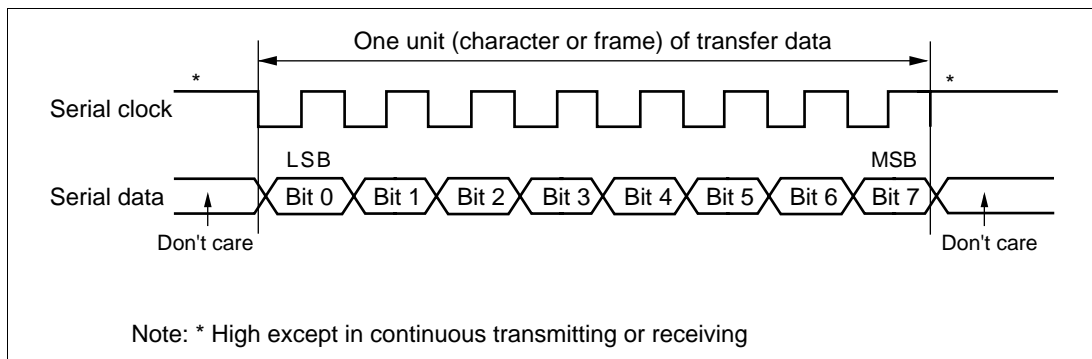 One unit (character or frame) of transfer data
* *
Serial clock
LSB MSB
Serial data Bit 0 Bit 1 Bit 2 Bit 3 Bit 4 Bit 5 Bit 6 Bit 7
Don't care Don't care
Note: * High except in continuous transmitting or receiving